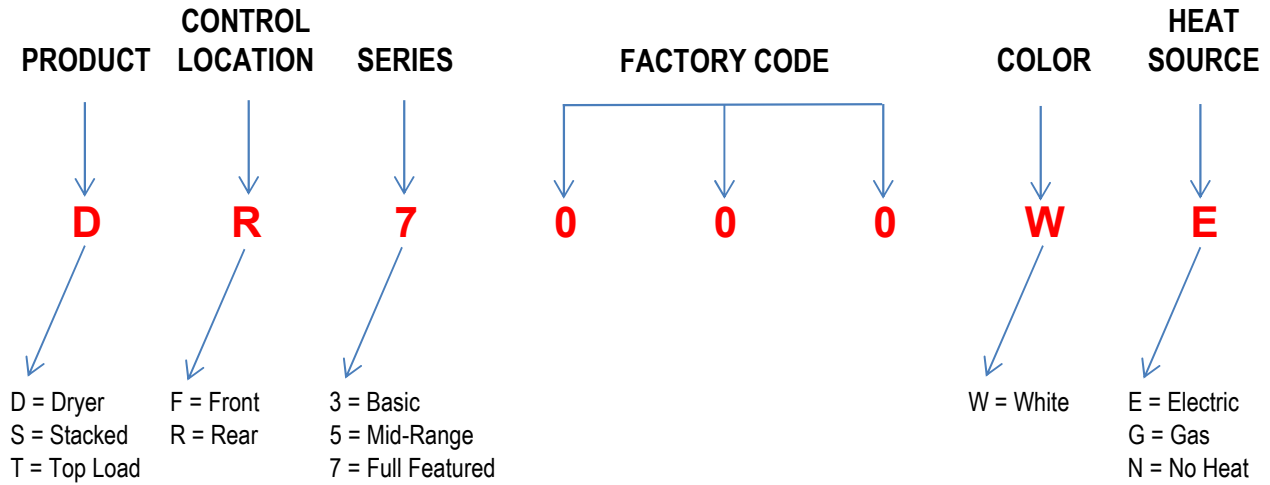 PRODUCT CONTROL LOCATION SERIES FACTORY CODE COLOR HEAT SOURCE
D R 7 0 0 0 W E
D = Dryer
S = Stacked
T = Top Load
F = Front
R = Rear
3 = Basic
5 = Mid-Range
7 = Full Featured
W = White
E = Electric
G = Gas
N = No Heat